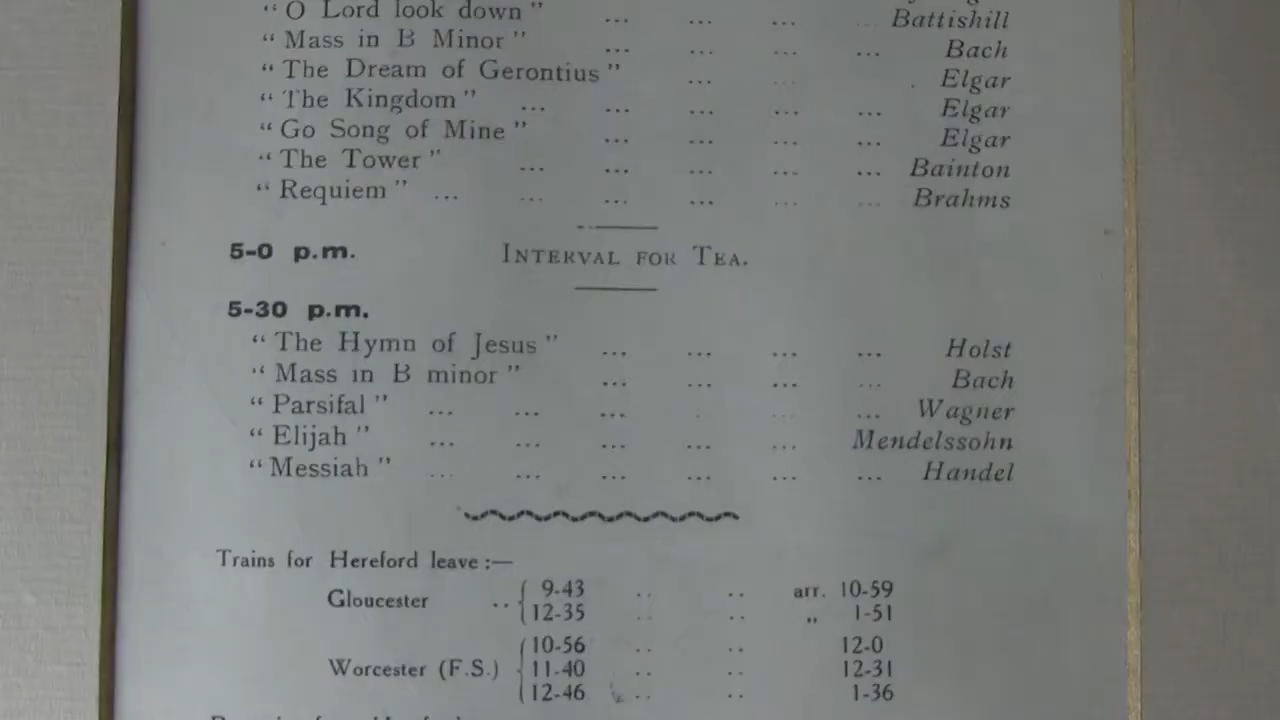 “ O Lord look down ” ... ... ... ... Battishill
“ Mass in B Minor ” ... ... ... ... Bach
“ The Dream of Gerontius ” ... ... . Elgar
“ The Kingdom ” ... ... ... ... ... Elgar
“ Go Song of Mine ” ... ... ... ... Elgar
“ The Tower ” ... ... ... ... ... Bainton
“ Requiem ” ... ... ... ... ... ... Brahms
5-0 p.m. INTERVAL FOR TEA.
5-30 p.m.
“ The Hymn of Jesus ” ... ... ... ... Holst
“ Mass in B minor ” ... ... ... ... Bach
“ Parsifal ” ... ... ... ... ... ... Wagner
“ Elijah ” ... ... ... ... ... Mendelssohn
“ Messiah ” ... ... ... ... ... ... Handel
Trains for Hereford leave :—
Gloucester .. { 9-43 .. .. arr. 10-59
12-35 .. .. „ 1-51
10-56 .. .. 12-0
Worcester (F.S.) { 11-40 .. .. 12-31
12-46 .. .. 1-36